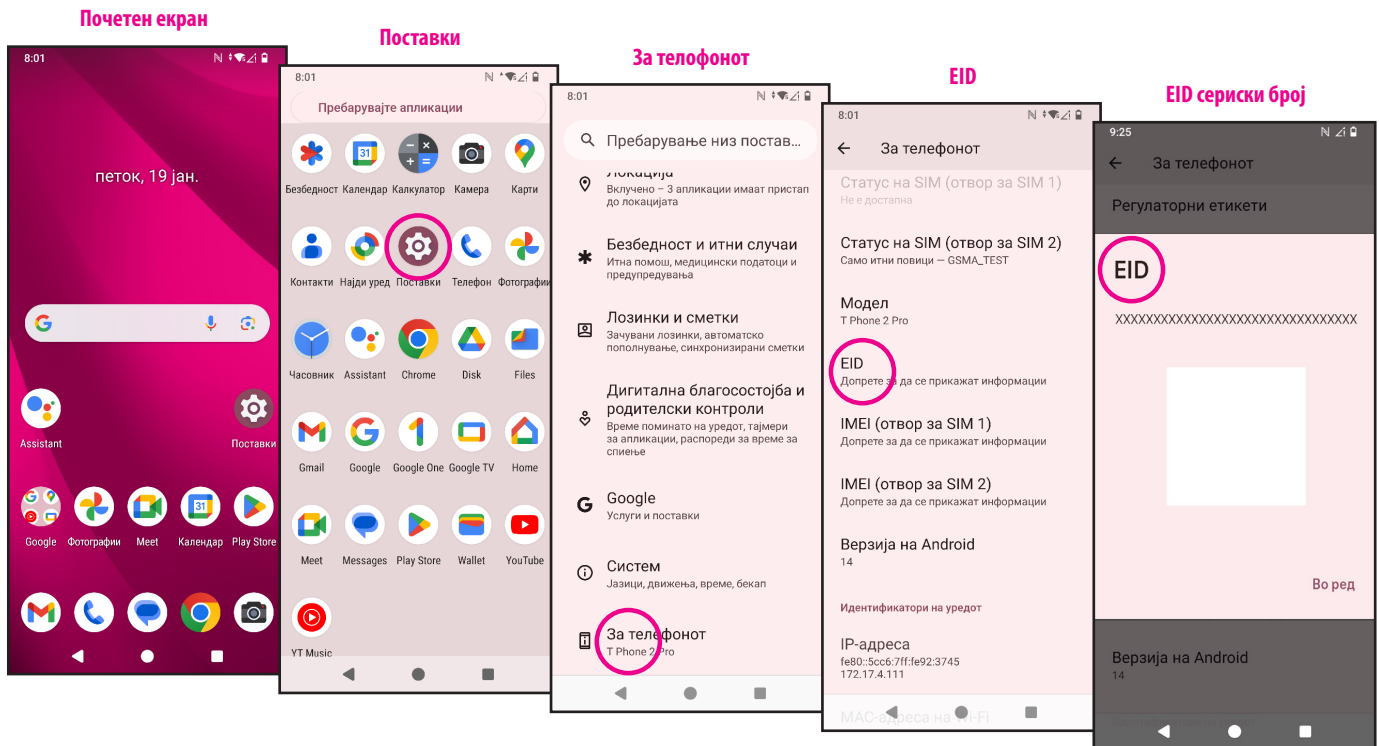 Почетен екран
8:01
петок, 19 јан.
Assistant
Поставки
Google
Фотографии
Meet
Календар
Play Store
Поставки
8:01
Пребарувајте апликации
Безбедност
Календар
Калкулатор
Камера
Карти
Контакти
Најди уред
Поставки
Телефон
Фотографии
Часовник
Assistant
Chrome
Disk
Files
Gmail
Google
Google One
Google TV
Home
Meet
Messages
Play Store
Wallet
YouTube
YT Music
За телофонот
8:01
Пребарување низ постав...
Локација
Вклучено – 3 апликации имаат пристап
до локацијата
Безбедност и итни случаи
Итна помош, медицински податоци и
предупредувања
Лозинки и сметки
Зачувани лозинки, автоматско
пополнување, синхронизирани сметки
Дигитална благосостојба и
родителски контроли
Време поминато на уредот, тајмери
за апликации, распореди за време за
спиење
Google
Услуги и поставки
Систем
Јазици, движења, време, бекап
За телефонот
T Phone 2 Pro
EID
8:01
За телефонот
Статус на SIM (отвор за SIM 1)
Не е достапна
Статус на SIM (отвор за SIM 2)
Само итни повици — GSMA_TEST
Модел
T Phone 2 Pro
EID
Допрете за да се прикажат информации
IMEI (отвор за SIM 1)
Допрете за да се прикажат информации
IMEI (отвор за SIM 2)
Допрете за да се прикажат информации
Верзија на Android
14
Идентификатори на уредот
IP-адреса
fe80::5cc6:7ff:fe92:3745
172.17.4.111
MAC-адреса на Wi-Fi
EID сериски број
9:25
За телефонот
Регулаторни етикети
EID
XXXXXXXXXXXXXXXXXXXXXXXXXXXXXXXX
Во ред
Верзија на Android
14